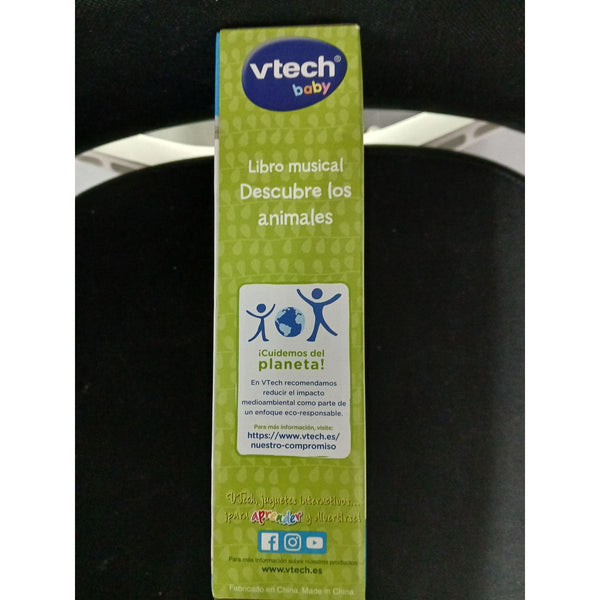 vtech®
baby
Libro musical
Descubre los
animales
¡Cuidemos del
planeta!
En VTech recomendamos
reducir el impacto
medioambiental como parte de
un enfoque eco-responsable.
Para más información, visite:
https://www.vtech.es/
nuestro-compromiso
VTech, juguetes interactivos...
¡para aprender y divertirse!
Para más información sobre nuestros productos
www.vtech.es
Fabricado en China. Made in China.